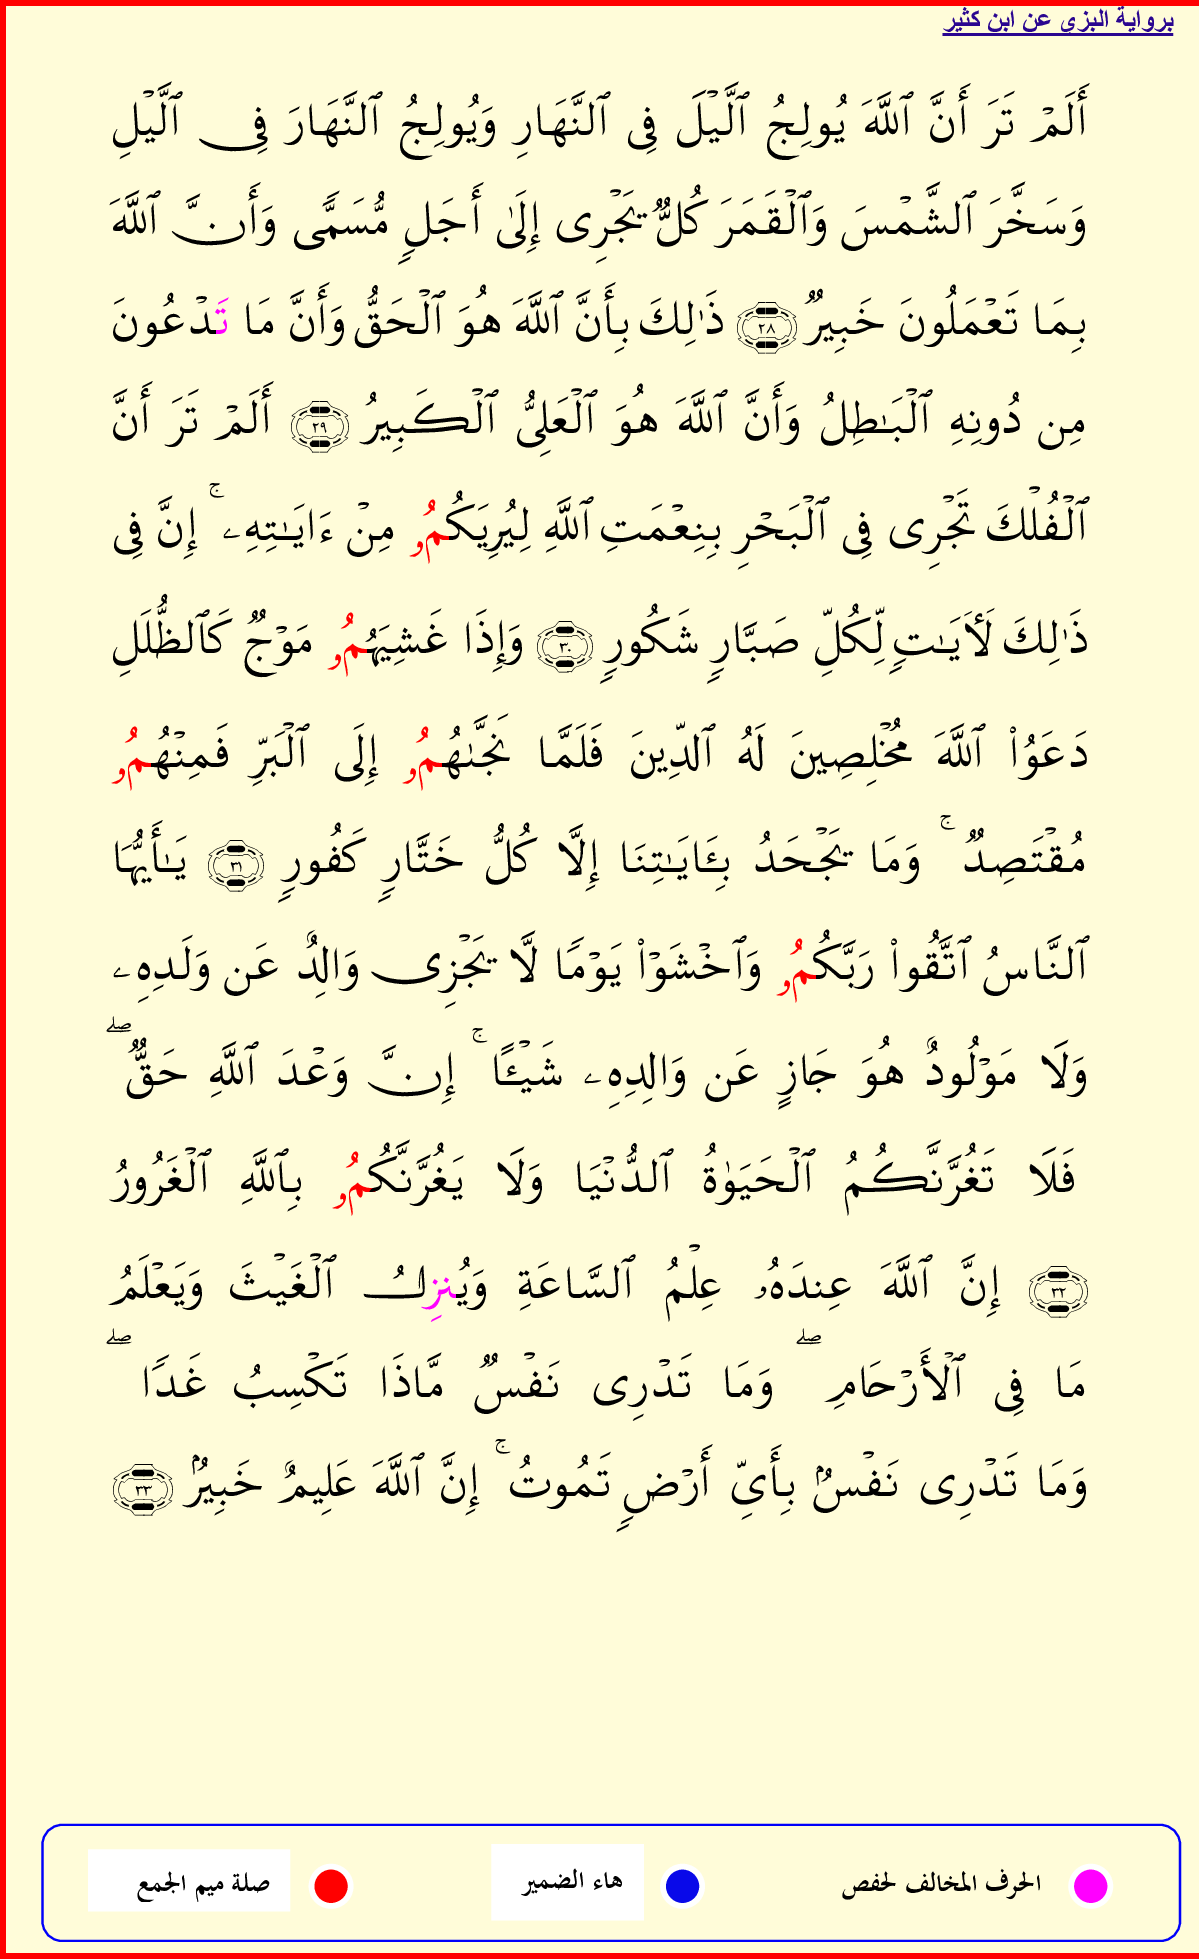 برواية البزي عن ابن كثير
أَلَمْ تَرَ أَنَّ ٱللَّهَ يُولِجُ ٱلَّيْلَ فِى ٱلنَّهَارِ وَيُولِجُ ٱلنَّهَارَ فِى ٱلَّيْلِ
وَسَخَّرَ ٱلشَّمْسَ وَٱلْقَمَرَ كُلٌّ يَجْرِى إِلَىٰ أَجَلٍ مُّسَمًّى وَأَنَّ ٱللَّهَ
بِمَا تَعْمَلُونَ خَبِيرٌ ٢٨ ذَٰلِكَ بِأَنَّ ٱللَّهَ هُوَ ٱلْحَقُّ وَأَنَّ مَا تَدْعُونَ
مِن دُونِهِ ٱلْبَـٰطِلُ وَأَنَّ ٱللَّهَ هُوَ ٱلْعَلِىُّ ٱلْكَبِيرُ ٢٩ أَلَمْ تَرَ أَنَّ
ٱلْفُلْكَ تَجْرِى فِى ٱلْبَحْرِ بِنِعْمَتِ ٱللَّهِ لِيُرِيَكُمُۥ مِنْ ءَايَـٰتِهِۦ ۚ إِنَّ فِى
ذَٰلِكَ لَأَيَـٰتٍ لِّكُلِّ صَبَّارٍ شَكُورٍ ٣٠ وَإِذَا غَشِيَهُمُۥ مَوْجٌ كَٱلظُّلَلِ
دَعَوُا۟ ٱللَّهَ مُخْلِصِينَ لَهُ ٱلدِّينَ فَلَمَّا نَجَّىٰهُمُۥ إِلَى ٱلْبَرِّ فَمِنْهُمُۥ
مُقْتَصِدٌ ۚ وَمَا يَجْحَدُ بِـَٔايَـٰتِنَا إِلَّا كُلُّ خَتَّارٍ كَفُورٍ ٣١ يَـٰأَيُّهَا
ٱلنَّاسُ ٱتَّقُوا۟ رَبَّكُمُۥ وَٱخْشَوْا۟ يَوْمًا لَّا يَجْزِى وَالِدٌ عَن وَلَدِهِۦ
وَلَا مَوْلُودٌ هُوَ جَازٍ عَن وَالِدِهِۦ شَيْـًٔا ۚ إِنَّ وَعْدَ ٱللَّهِ حَقٌّ ۖ
فَلَا تَغُرَّنَّكُمُ ٱلْحَيَوٰةُ ٱلدُّنْيَا وَلَا يَغُرَّنَّكُمُۥ بِٱللَّهِ ٱلْغَرُورُ
٣٢ إِنَّ ٱللَّهَ عِندَهُۥ عِلْمُ ٱلسَّاعَةِ وَيُنزِلُ ٱلْغَيْثَ وَيَعْلَمُ
مَا فِى ٱلْأَرْحَامِ ۖ وَمَا تَدْرِى نَفْسٌ مَّاذَا تَكْسِبُ غَدًا ۖ
وَمَا تَدْرِى نَفْسٌۢ بِأَىِّ أَرْضٍ تَمُوتُ ۚ إِنَّ ٱللَّهَ عَلِيمٌ خَبِيرٌۢ ٣٣
الحرف المخالف لحفص
هاء الضمير
صلة ميم الجمع